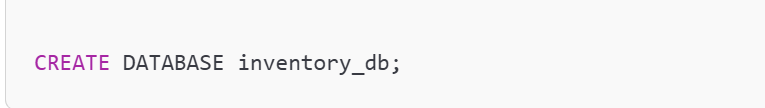 CREATE DATABASE inventory_db;